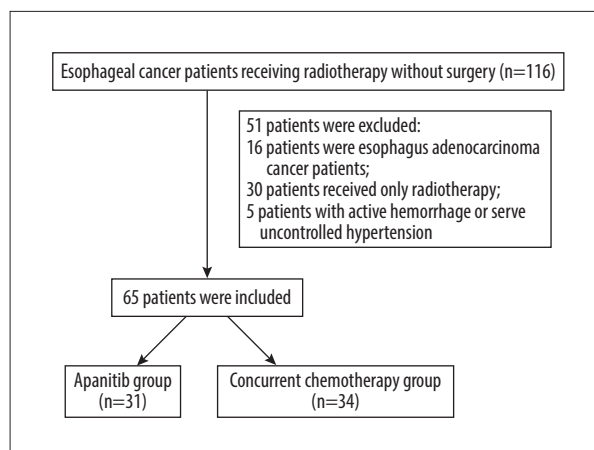 Esophageal cancer patients receiving radiotherapy without surgery (n=116)
51 patients were excluded:
16 patients were esophagus adenocarcinoma
cancer patients;
30 patients received only radiotherapy;
5 patients with active hemorrhage or serve
uncontrolled hypertension
65 patients were included
Apanitib group
(n=31)
Concurrent chemotherapy group
(n=34)